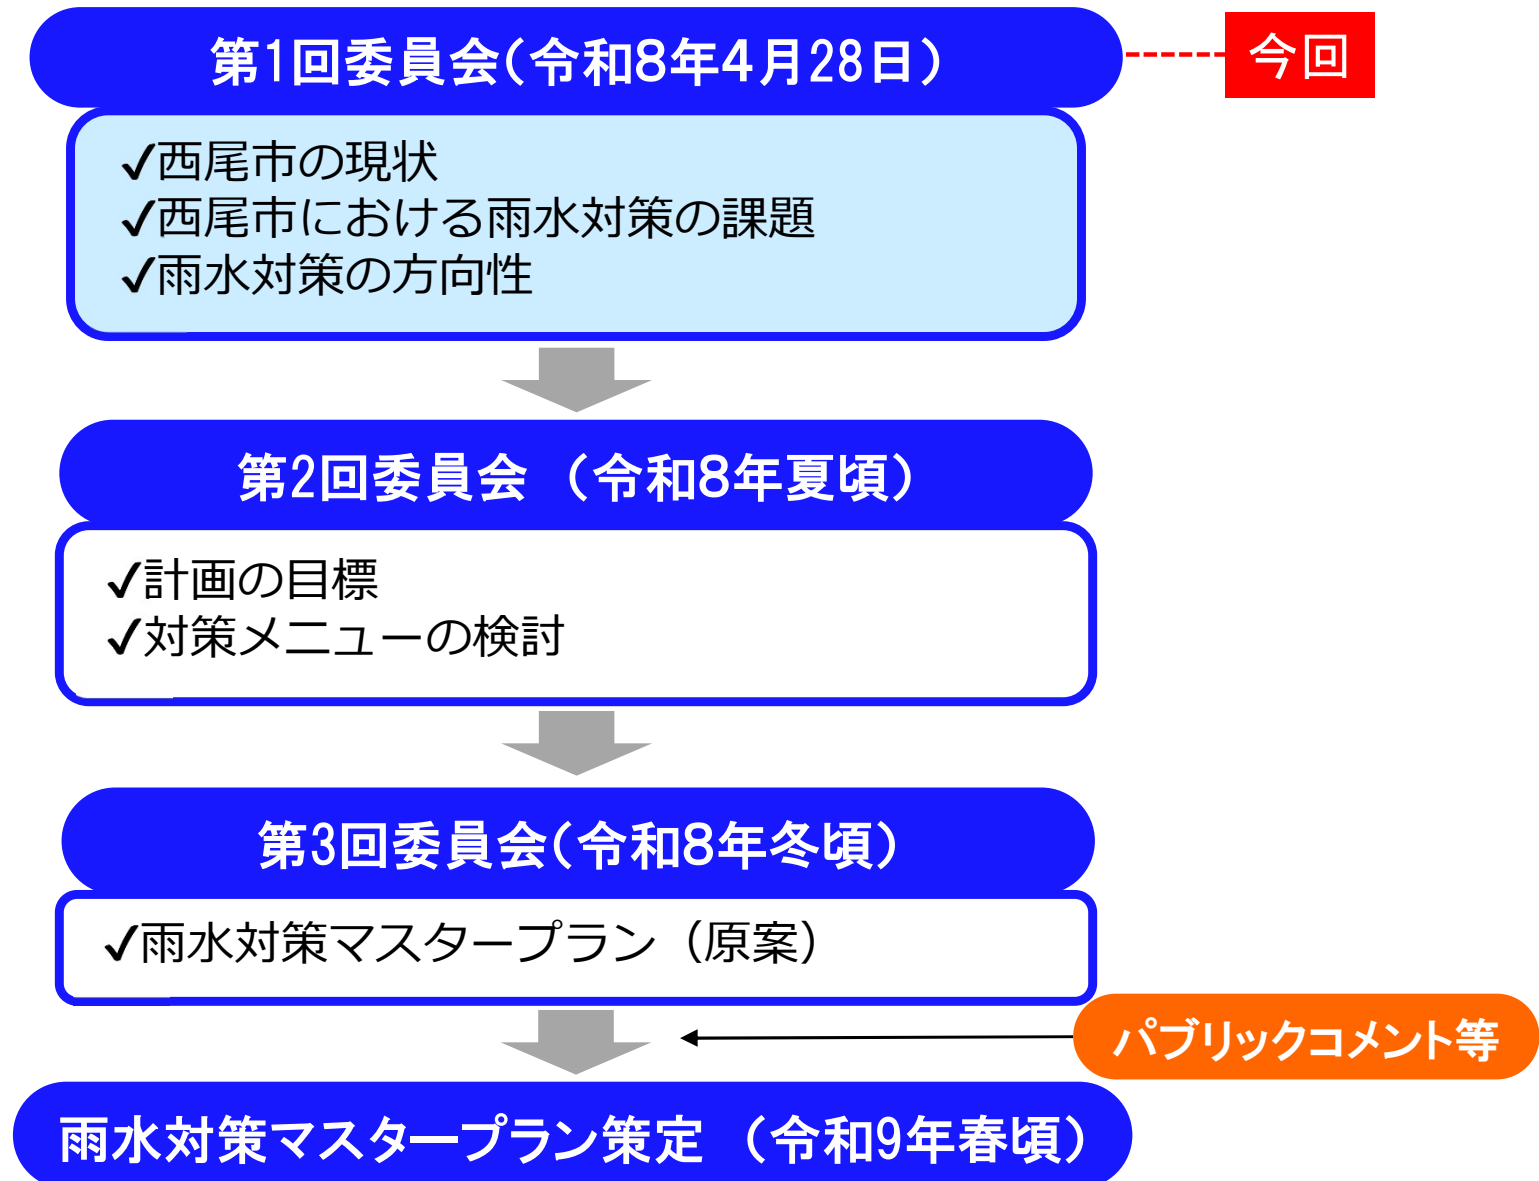 第1回委員会（令和８年４月28日）
今回
✓西尾市の現状
✓西尾市における雨水対策の課題
✓雨水対策の方向性
第2回委員会 （令和８年夏頃）
✓計画の目標
✓対策メニューの検討
第3回委員会（令和８年冬頃）
✓雨水対策マスタープラン（原案）
パブリックコメント等
雨水対策マスタープラン策定 （令和9年春頃）